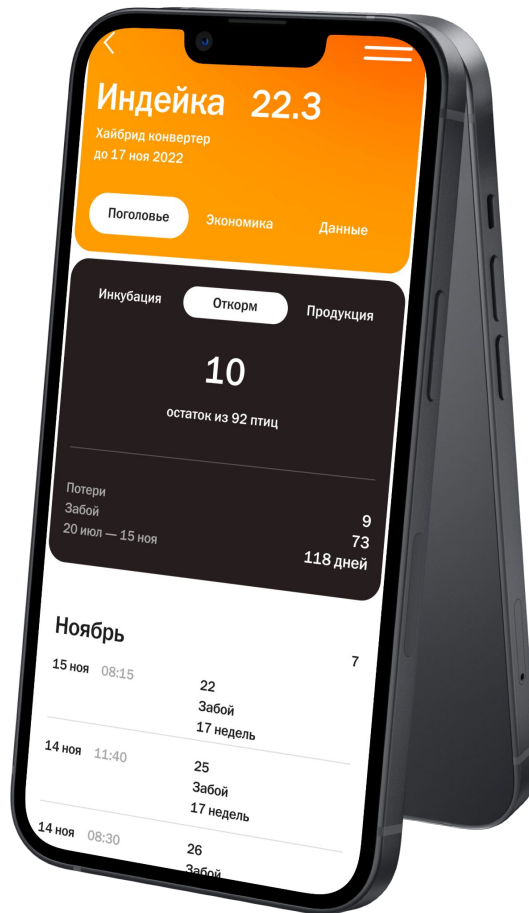 Индейка 22.3
Хайбрид конвертер
до 17 ноя 2022
Поголовье Экономика Данные
Инкубация Откорм Продукция
10
остаток из 92 птиц
Потери 9
Забой 73
20 июл — 15 ноя 118 дней
Ноябрь 7
15 ноя 08:15 22
Забой
17 недель
14 ноя 11:40 25
Забой
17 недель
14 ноя 08:30 26
Забой